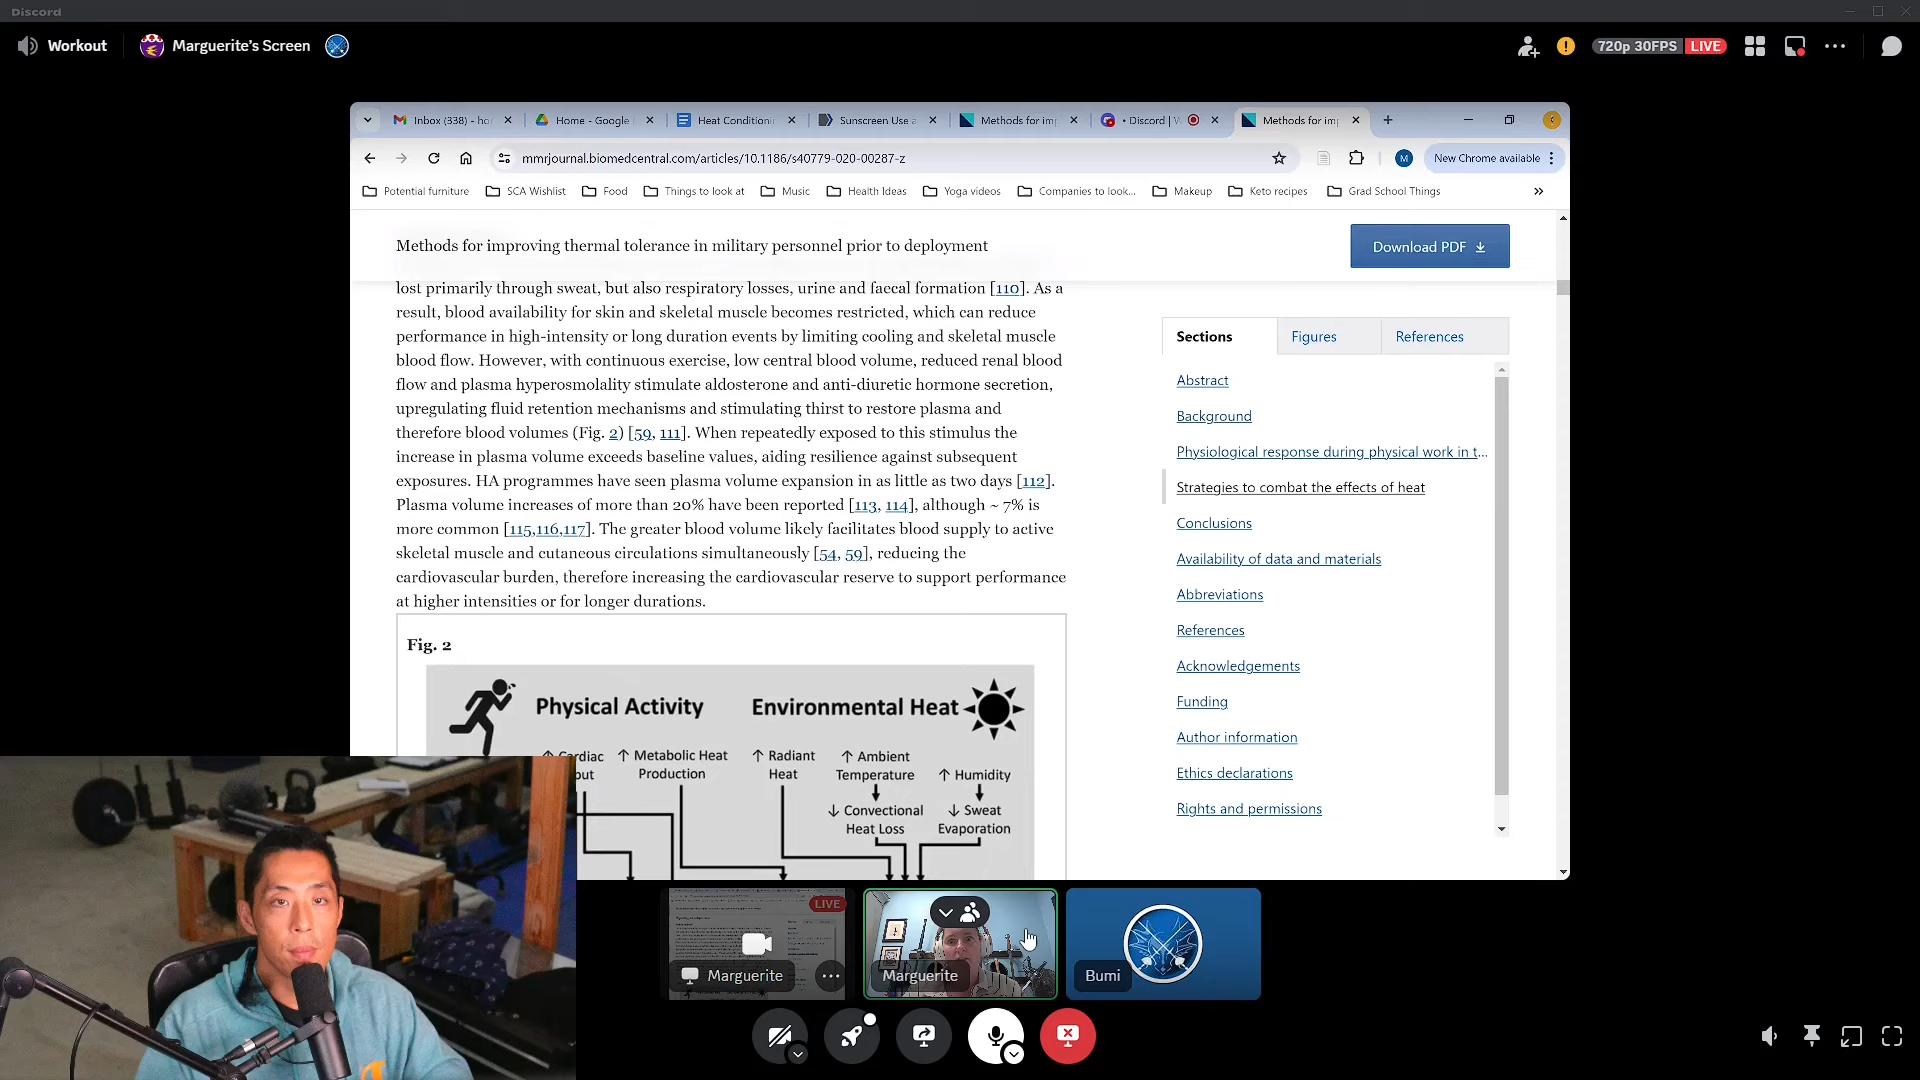 Discord
Workout
Marguerite's Screen
720p 30FPS LIVE
Inbox (338) - ho
Home - Google
Heat Conditioni
Sunscreen Use a
Methods for im
• Discord | W
Methods for im
mmrjournal.biomedcentral.com/articles/10.1186/s40779-020-00287-z
M
New Chrome available
Potential furniture
SCA Wishlist
Food
Things to look at
Music
Health Ideas
Yoga videos
Companies to look...
Makeup
Keto recipes
Grad School Things
»
Methods for improving thermal tolerance in military personnel prior to deployment
Download PDF
lost primarily through sweat, but also respiratory losses, urine and faecal formation [110]. As a
result, blood availability for skin and skeletal muscle becomes restricted, which can reduce
performance in high-intensity or long duration events by limiting cooling and skeletal muscle
blood flow. However, with continuous exercise, low central blood volume, reduced renal blood
flow and plasma hyperosmolality stimulate aldosterone and anti-diuretic hormone secretion,
upregulating fluid retention mechanisms and stimulating thirst to restore plasma and
therefore blood volumes (Fig. 2) [59, 111]. When repeatedly exposed to this stimulus the
increase in plasma volume exceeds baseline values, aiding resilience against subsequent
exposures. HA programmes have seen plasma volume expansion in as little as two days [112].
Plasma volume increases of more than 20% have been reported [113, 114], although ~ 7% is
more common [115,116,117]. The greater blood volume likely facilitates blood supply to active
skeletal muscle and cutaneous circulations simultaneously [54, 59], reducing the
cardiovascular burden, therefore increasing the cardiovascular reserve to support performance
at higher intensities or for longer durations.
Fig. 2
Physical Activity
Environmental Heat
↑ Cardiac
↑ Metabolic Heat
Production
↑ Radiant
Heat
↑ Ambient
Temperature
↑ Humidity
↓ Convectional
Heat Loss
↓ Sweat
Evaporation
Sections
Figures
References
Abstract
Background
Physiological response during physical work in t...
Strategies to combat the effects of heat
Conclusions
Availability of data and materials
Abbreviations
References
Acknowledgements
Funding
Author information
Ethics declarations
Rights and permissions
LIVE
Marguerite
Marguerite
Bumi